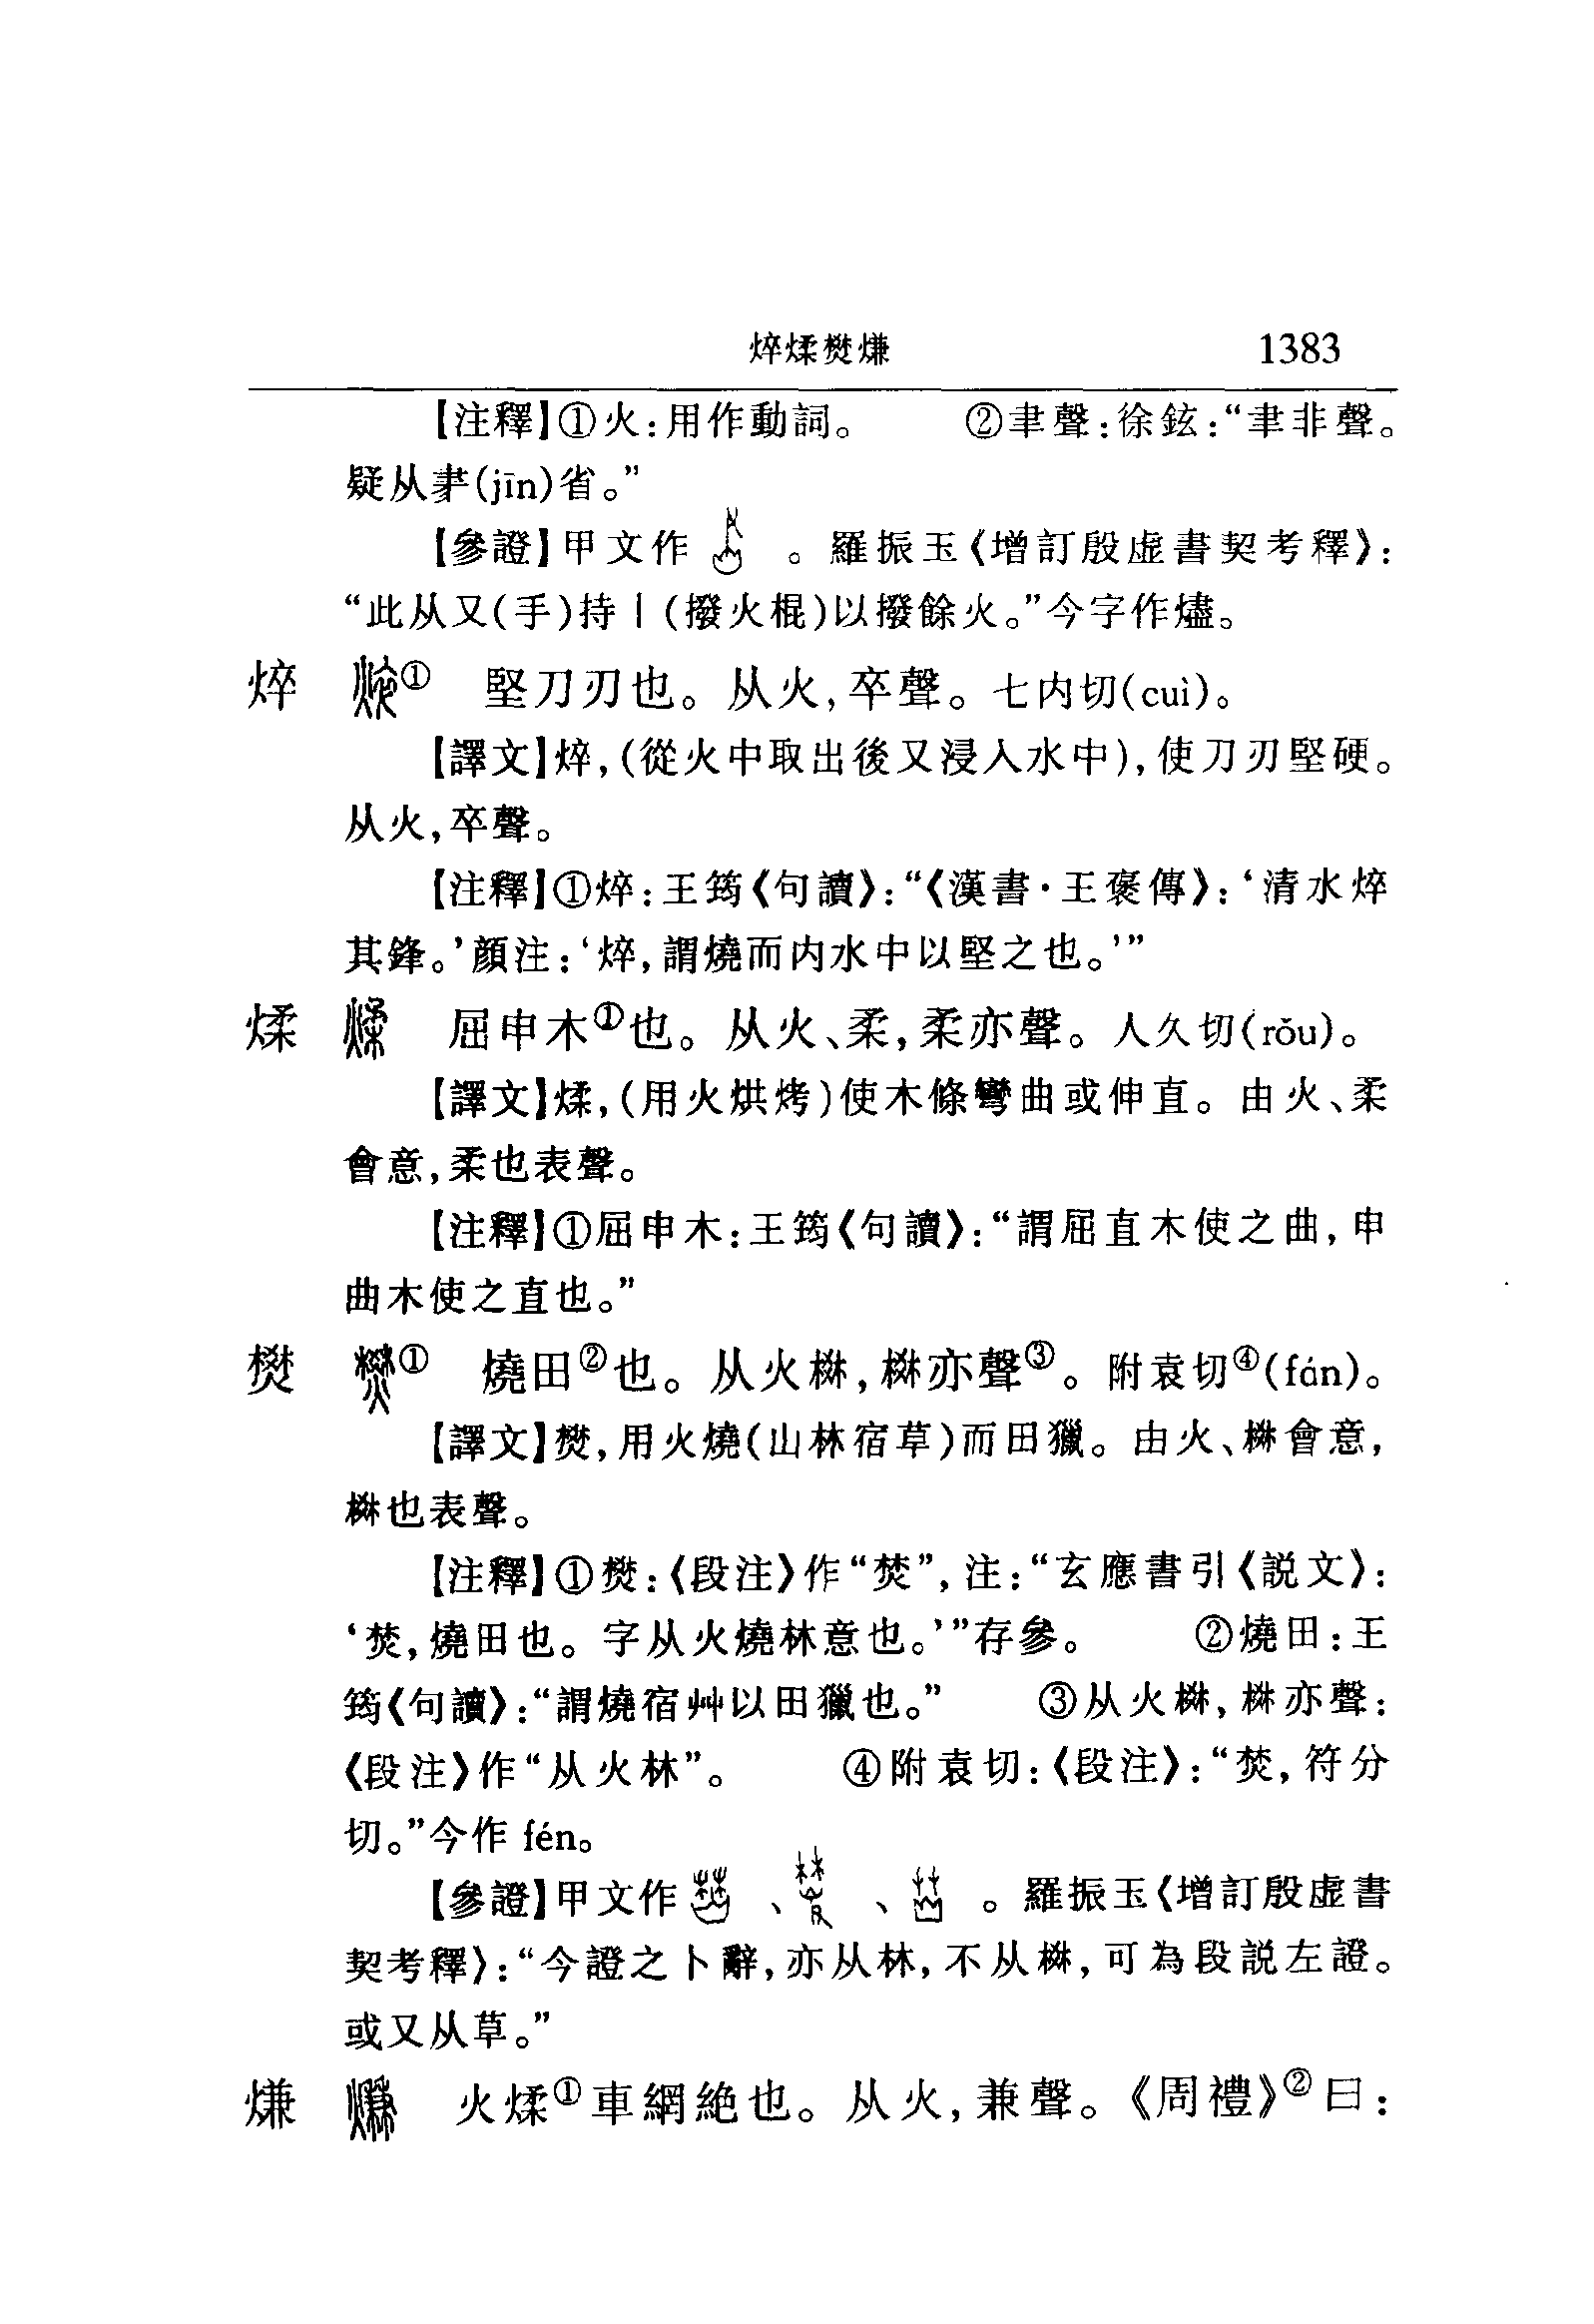 焠煣燓熑 1383
【注釋】①火：用作動詞。 ②聿聲：徐鉉：“聿非聲。
疑从𦘔(jīn)省。”
【參證】甲文作 。羅振玉《增訂殷虛書契考釋》：
“此从又(手)持丨(撥火棍)以撥餘火。”今字作燼。
焠 ① 堅刀刃也。从火，卒聲。七内切(cuì)。
【譯文】焠，(從火中取出後又浸入水中)，使刀刃堅硬。
从火，卒聲。
【注釋】①焠：王筠《句讀》：“《漢書·王褒傳》：‘清水焠
其鋒。’顔注：‘焠，謂燒而内水中以堅之也。’”
煣 屈申木①也。从火、柔，柔亦聲。人久切(rǒu)。
【譯文】煣，(用火烘烤)使木條彎曲或伸直。由火、柔
會意，柔也表聲。
【注釋】①屈申木：王筠《句讀》：“謂屈直木使之曲，申
曲木使之直也。”
燓 ① 燒田②也。从火棥，棥亦聲③。附袁切④(fán)。
【譯文】燓，用火燒(山林宿草)而田獵。由火、棥會意，
棥也表聲。
【注釋】①燓：《段注》作“焚”，注：“玄應書引《説文》：
‘焚，燒田也。字从火燒林意也。’”存參。 ②燒田：王
筠《句讀》：“謂燒宿艸以田獵也。” ③从火棥，棥亦聲：
《段注》作“从火林”。 ④附袁切：《段注》：“焚，符分
切。”今作 fén。
【參證】甲文作 、 、 。羅振玉《增訂殷虛書
契考釋》：“今證之卜辭，亦从林，不从棥，可為段説左證。
或又从草。”
熑 火煣①車網絶也。从火，兼聲。《周禮》②曰：